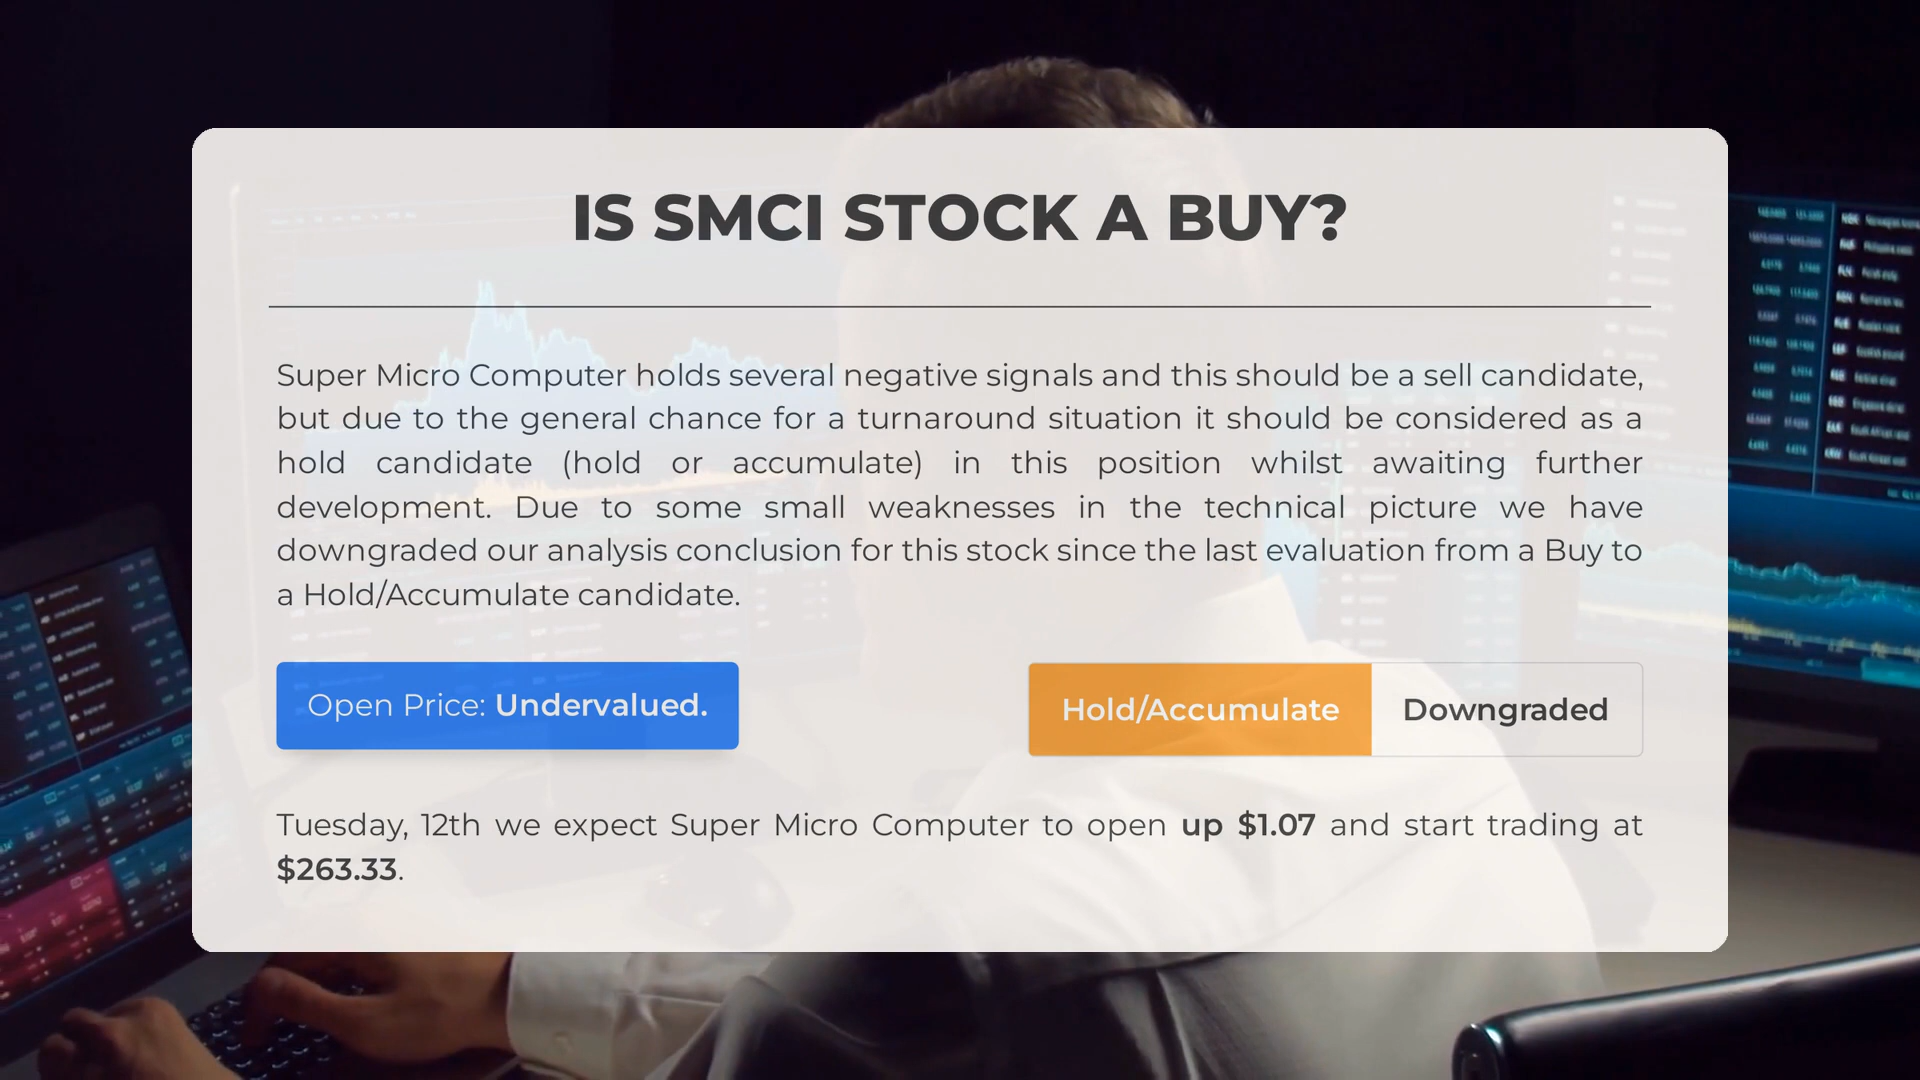 IS SMCI STOCK A BUY?
Super Micro Computer holds several negative signals and this should be a sell candidate,
but due to the general chance for a turnaround situation it should be considered as a
hold candidate (hold or accumulate) in this position whilst awaiting further
development. Due to some small weaknesses in the technical picture we have
downgraded our analysis conclusion for this stock since the last evaluation from a Buy to
a Hold/Accumulate candidate.
Open Price: Undervalued.
Hold/Accumulate Downgraded
Tuesday, 12th we expect Super Micro Computer to open up $1.07 and start trading at
$263.33.